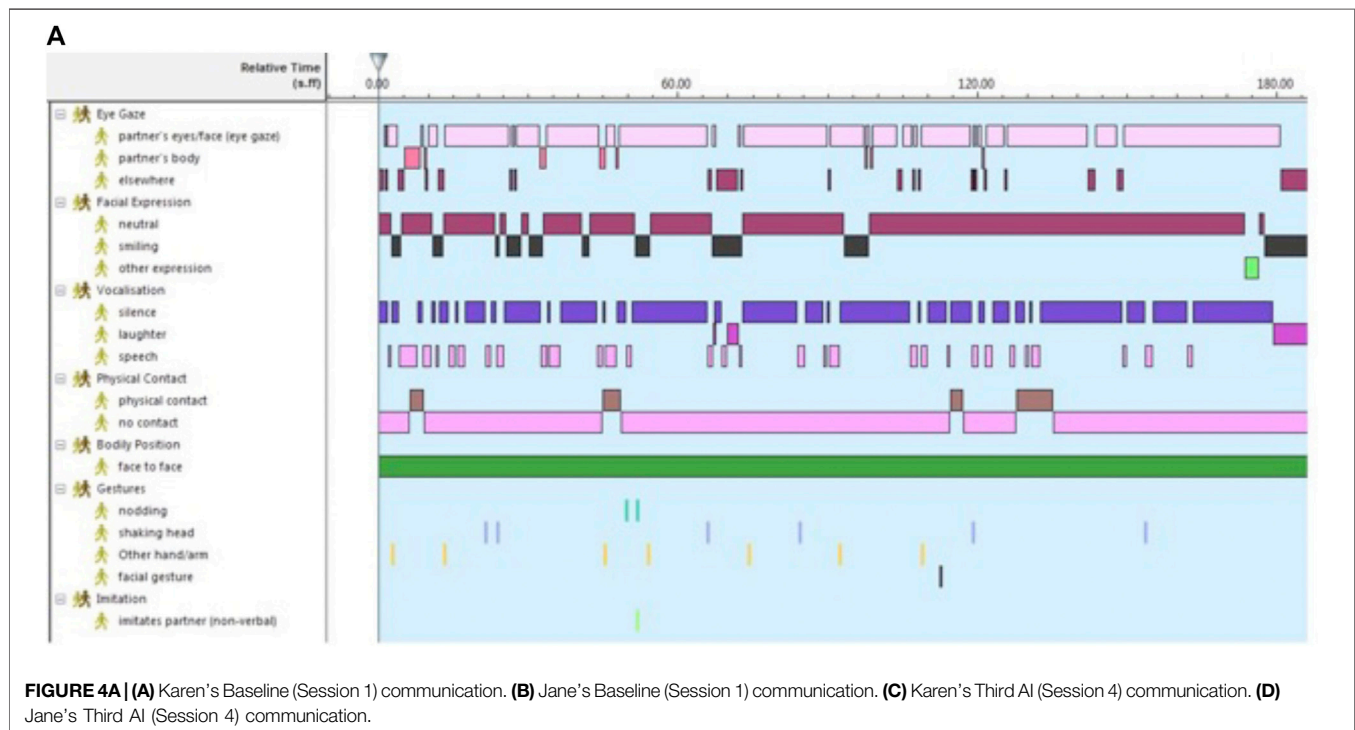 A
Relative Time
(s.ff)
0.00 60.00 120.00 180.00
Eye Gaze
partner's eyes/face (eye gaze)
partner's body
elsewhere
Facial Expression
neutral
smiling
other expression
Vocalisation
silence
laughter
speech
Physical Contact
physical contact
no contact
Bodily Position
face to face
Gestures
nodding
shaking head
Other hand/arm
facial gesture
Imitation
imitates partner (non-verbal)
FIGURE 4A | (A) Karen's Baseline (Session 1) communication. (B) Jane's Baseline (Session 1) communication. (C) Karen's Third AI (Session 4) communication. (D)
Jane's Third AI (Session 4) communication.